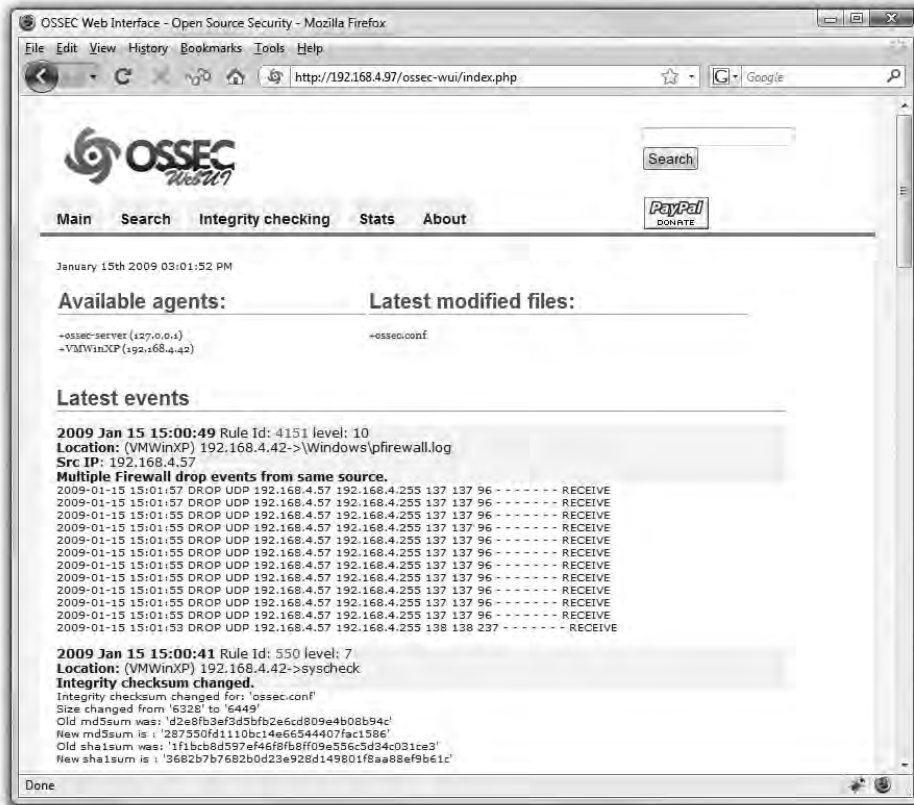 OSSEC Web Interface - Open Source Security - Mozilla Firefox
File Edit View History Bookmarks Tools Help
http://192.168.4.97/ossec-wui/index.php
G Google
OSSEC
WebUI
Search
Main Search Integrity checking Stats About
PayPal
DONATE
January 15th 2009 03:01:52 PM
Available agents:
+ossec-server (127.0.0.1)
+VMWinXP (192.168.4.42)
Latest modified files:
+ossec.conf
Latest events
2009 Jan 15 15:00:49 Rule Id: 4151 level: 10
Location: (VMWinXP) 192.168.4.42->\Windows\pfirewall.log
Src IP: 192.168.4.57
Multiple Firewall drop events from same source.
2009-01-15 15:01:57 DROP UDP 192.168.4.57 192.168.4.255 137 137 96 - - - - - - - RECEIVE
2009-01-15 15:01:57 DROP UDP 192.168.4.57 192.168.4.255 137 137 96 - - - - - - - RECEIVE
2009-01-15 15:01:55 DROP UDP 192.168.4.57 192.168.4.255 137 137 96 - - - - - - - RECEIVE
2009-01-15 15:01:55 DROP UDP 192.168.4.57 192.168.4.255 137 137 96 - - - - - - - RECEIVE
2009-01-15 15:01:55 DROP UDP 192.168.4.57 192.168.4.255 137 137 96 - - - - - - - RECEIVE
2009-01-15 15:01:55 DROP UDP 192.168.4.57 192.168.4.255 137 137 96 - - - - - - - RECEIVE
2009-01-15 15:01:55 DROP UDP 192.168.4.57 192.168.4.255 137 137 96 - - - - - - - RECEIVE
2009-01-15 15:01:55 DROP UDP 192.168.4.57 192.168.4.255 137 137 96 - - - - - - - RECEIVE
2009-01-15 15:01:55 DROP UDP 192.168.4.57 192.168.4.255 137 137 96 - - - - - - - RECEIVE
2009-01-15 15:01:55 DROP UDP 192.168.4.57 192.168.4.255 137 137 96 - - - - - - - RECEIVE
2009-01-15 15:01:55 DROP UDP 192.168.4.57 192.168.4.255 137 137 96 - - - - - - - RECEIVE
2009-01-15 15:01:53 DROP UDP 192.168.4.57 192.168.4.255 138 138 237 - - - - - - - RECEIVE
2009 Jan 15 15:00:41 Rule Id: 550 level: 7
Location: (VMWinXP) 192.168.4.42->syscheck
Integrity checksum changed.
Integrity checksum changed for: 'ossec.conf'
Size changed from '6328' to '6449'
Old md5sum was: 'd2e8fb3ef3d5bfb2e6cd809e4b08b94c'
New md5sum is : '287550fd1110bc14e66544407fac1586'
Old sha1sum was: '1f1bcb8d597ef46f8fb8ff09e556c5d34c031ce3'
New sha1sum is : '3682b7b7682b0d23e928d149801f8aa88ef9b61c'
Done